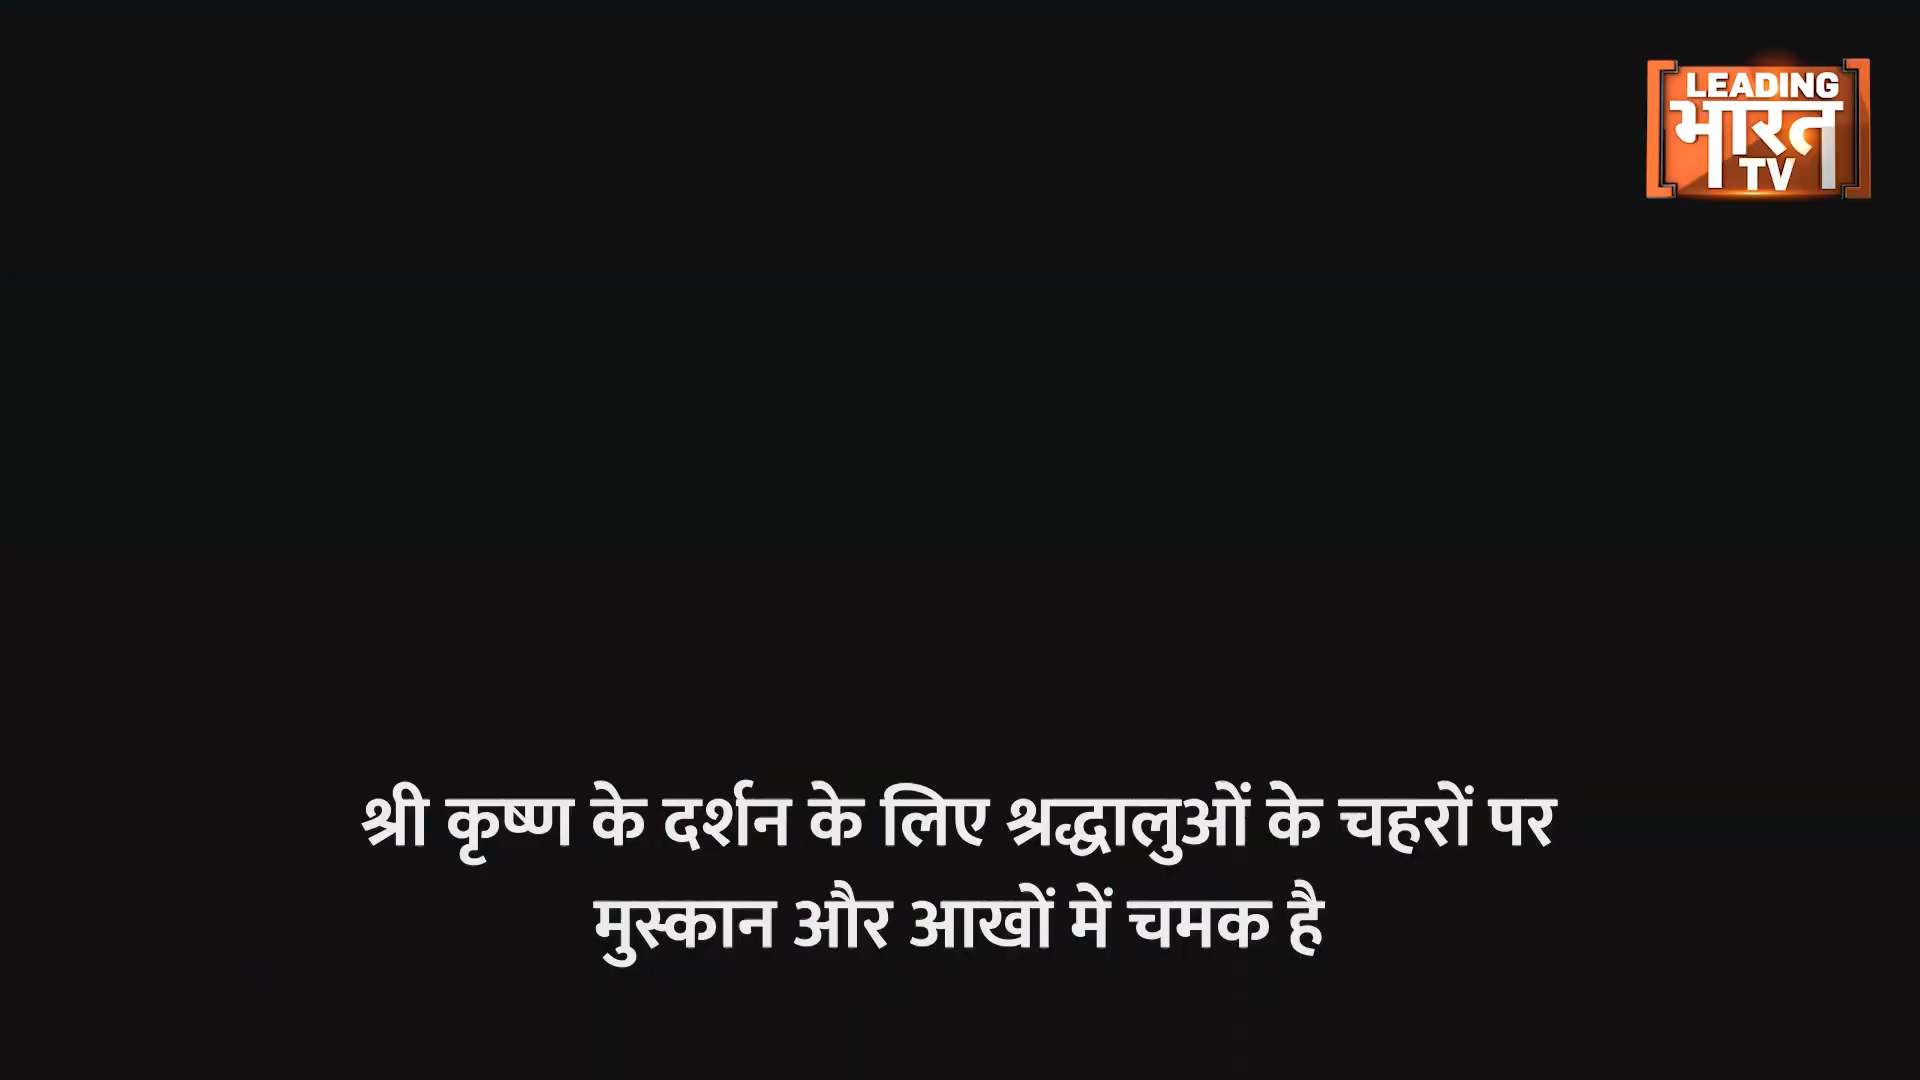 LEADING
भारत
TV
श्री कृष्ण के दर्शन के लिए श्रद्धालुओं के चहरों पर
मुस्कान और आखों में चमक है